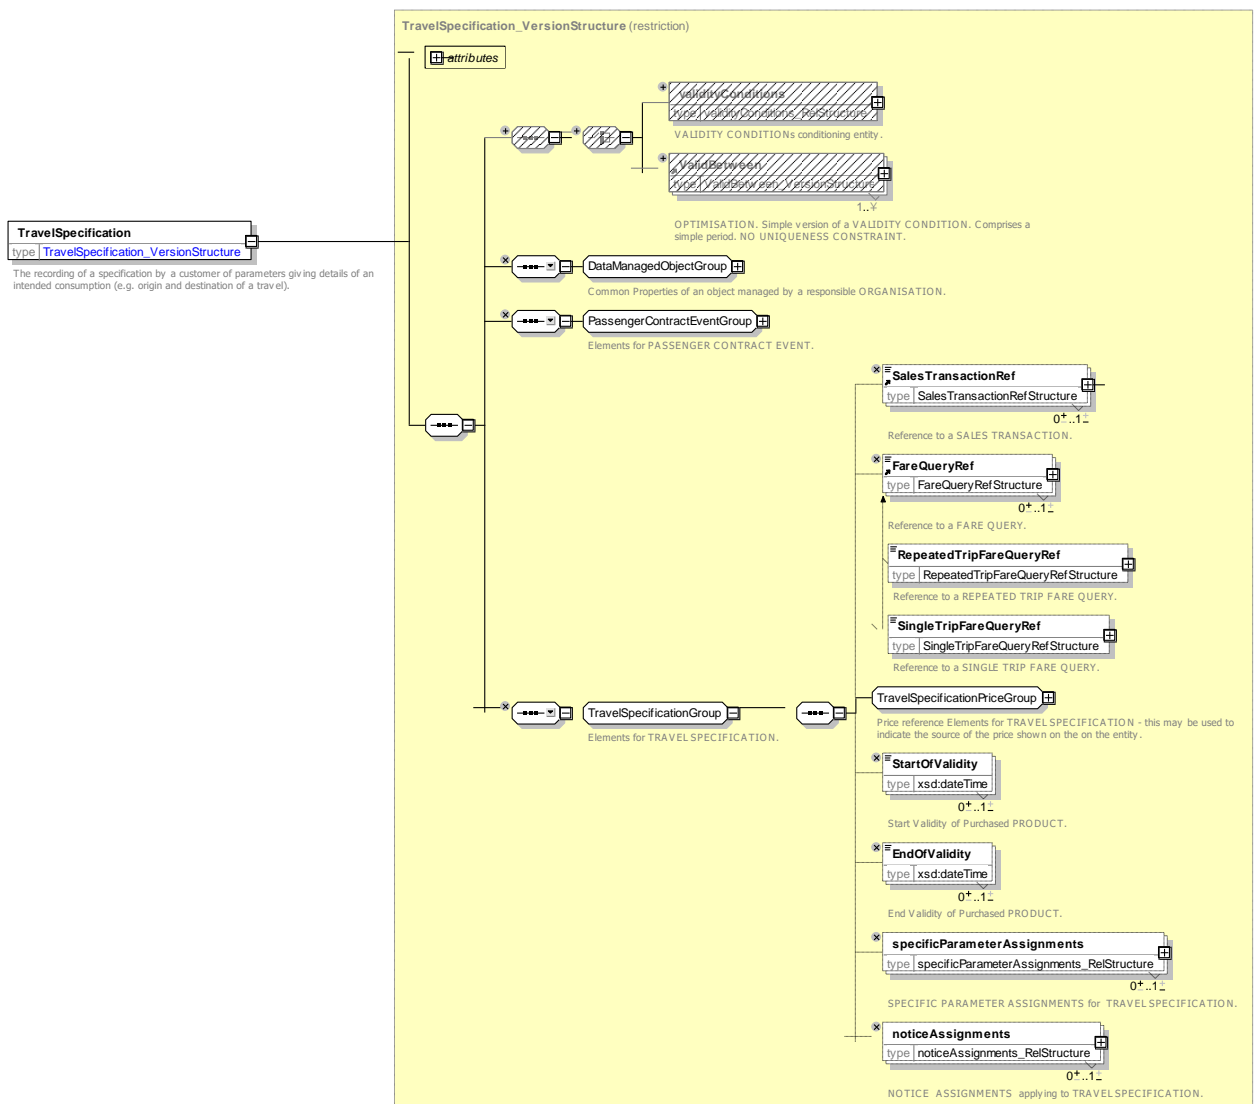 TravelSpecification_VersionStructure (restriction)
attributes
validityConditions
type validityConditions_RelStructure
VALIDITY CONDITIONs conditioning entity.
ValidBetween
type ValidBetween_VersionStructure
1..¥
OPTIMISATION. Simple version of a VALIDITY CONDITION. Comprises a
simple period. NO UNIQUENESS CONSTRAINT.
TravelSpecification
type TravelSpecification_VersionStructure
The recording of a specification by a customer of parameters giving details of an
intended consumption (e.g. origin and destination of a travel).
DataManagedObjectGroup
Common Properties of an object managed by a responsible ORGANISATION.
PassengerContractEventGroup
Elements for PASSENGER CONTRACT EVENT.
SalesTransactionRef
type SalesTransactionRefStructure
0±..1±
Reference to a SALES TRANSACTION.
FareQueryRef
type FareQueryRefStructure
0±..1±
Reference to a FARE QUERY.
RepeatedTripFareQueryRef
type RepeatedTripFareQueryRefStructure
Reference to a REPEATED TRIP FARE QUERY.
SingleTripFareQueryRef
type SingleTripFareQueryRefStructure
Reference to a SINGLE TRIP FARE QUERY.
TravelSpecificationGroup
Elements for TRAVEL SPECIFICATION.
TravelSpecificationPriceGroup
Price reference Elements for TRAVEL SPECIFICATION - this may be used to
indicate the source of the price shown on the on the entity.
StartOfValidity
type xsd:dateTime
0±..1±
Start Validity of Purchased PRODUCT.
EndOfValidity
type xsd:dateTime
0±..1±
End Validity of Purchased PRODUCT.
specificParameterAssignments
type specificParameterAssignments_RelStructure
0±..1±
SPECIFIC PARAMETER ASSIGNMENTS for TRAVEL SPECIFICATION.
noticeAssignments
type noticeAssignments_RelStructure
0±..1±
NOTICE ASSIGNMENTS applying to TRAVEL SPECIFICATION.